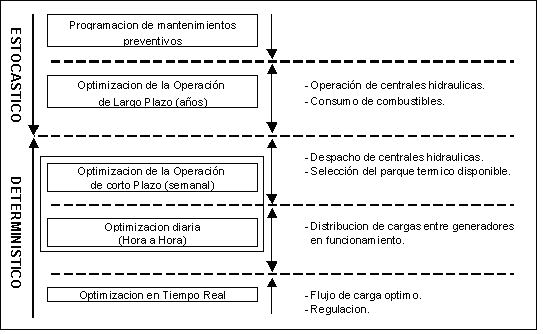 ESTOCASTICO
Programacion de mantenimientos
preventivos
Optimizacion de la Operación
de Largo Plazo (años)
- Operación de centrales hidraulicas.
- Consumo de combustibles.
DETERMINISTICO
Optimizacion de la Operación
de corto Plazo (semanal)
- Despacho de centrales hidraulicas.
- Selección del parque termico disponible.
Optimizacion diaria
(Hora a Hora)
- Distribucion de cargas entre generadores
en funcionamiento.
Optimizacion en Tiempo Real
- Flujo de carga optimo.
- Regulacion.